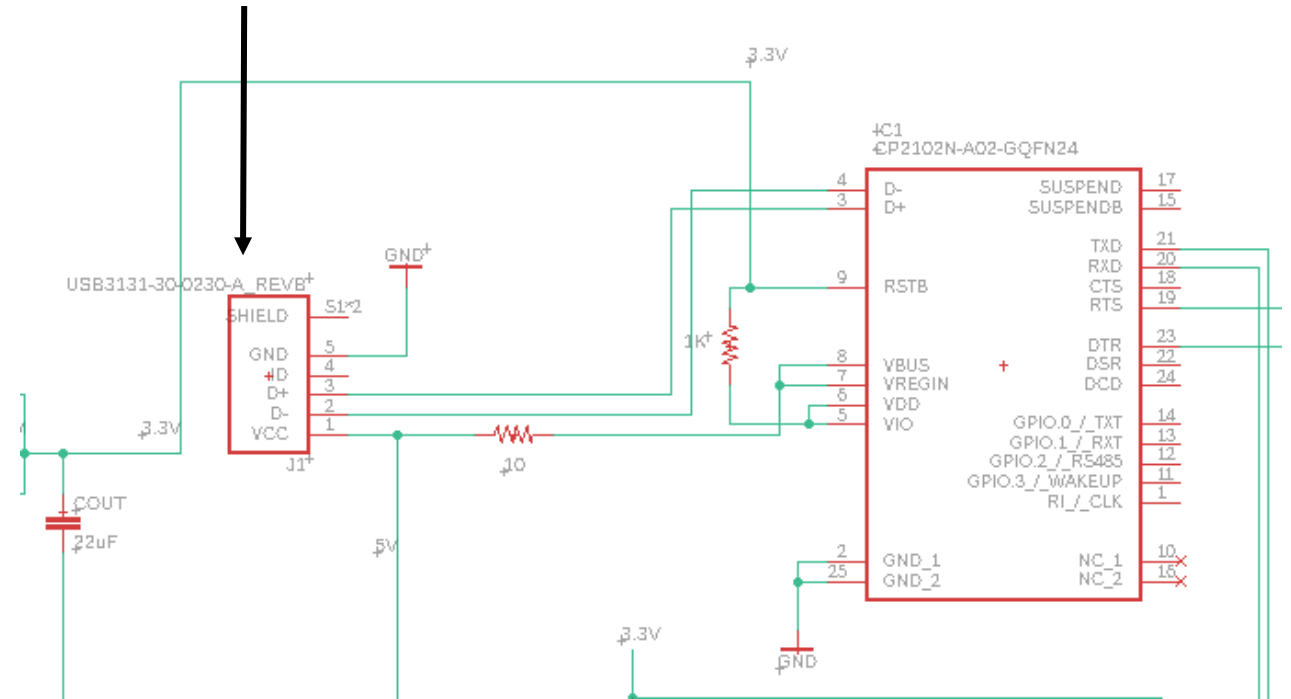 3.3V
IC1
CP2102N-A02-GQFN24
4 D- SUSPEND 17
3 D+ SUSPENDB 15
TXD 21
RXD 20
9 RSTB CTS 18
RTS 19
DTR 23
8 VBUS DSR 22
7 VREGIN DCD 24
6 VDD
5 VIO GPIO.0_/_TXT 14
GPIO.1_/_RXT 13
GPIO.2_/_RS485 12
GPIO.3_/_WAKEUP 11
RI_/_CLK 1
2 GND_1 NC_1 10
25 GND_2 NC_2 16
GND
1K
GND
USB3131-30-0230-A_REVB
SHIELD S1*2
GND 5
ID 4
D+ 3
D- 2
VCC 1
J1
10
3.3V
COUT
22uF
5V
3.3V